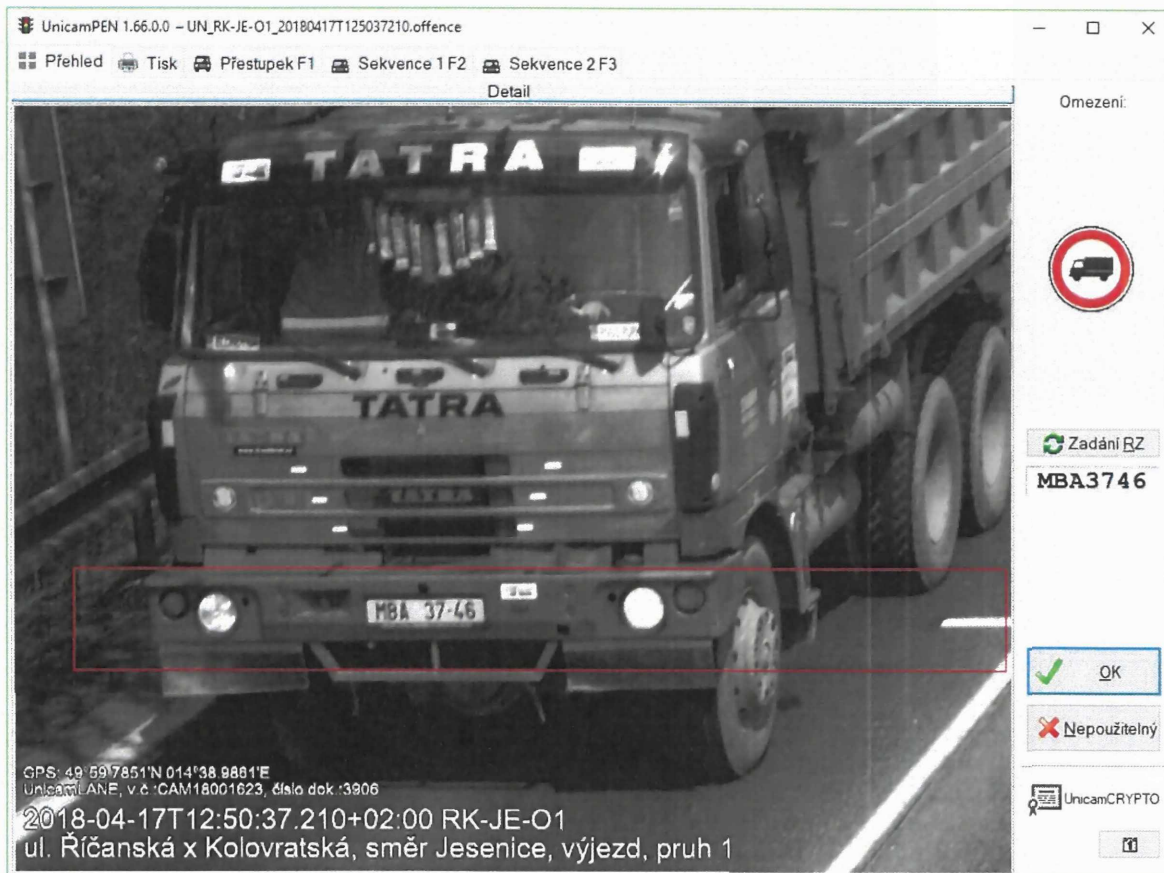 UnicamPEN 1.66.0.0 – UN_RK-JE-O1_20180417T125037210.offence
Přehled Tisk Přestupek F1 Sekvence 1 F2 Sekvence 2 F3
Detail
Omezení:
TATRA
TATRA
TATRA
Zadání RZ
MBA3746
MBA 37-46
OK
Nepoužitelný
GPS: 49°59.7851'N 014°38.9881'E
UnicamLANE, v.č.:CAM18001623, číslo dok.:3906
UnicamCRYPTO
2018-04-17T12:50:37.210+02:00 RK-JE-O1
ul. Říčanská x Kolovratská, směr Jesenice, výjezd, pruh 1